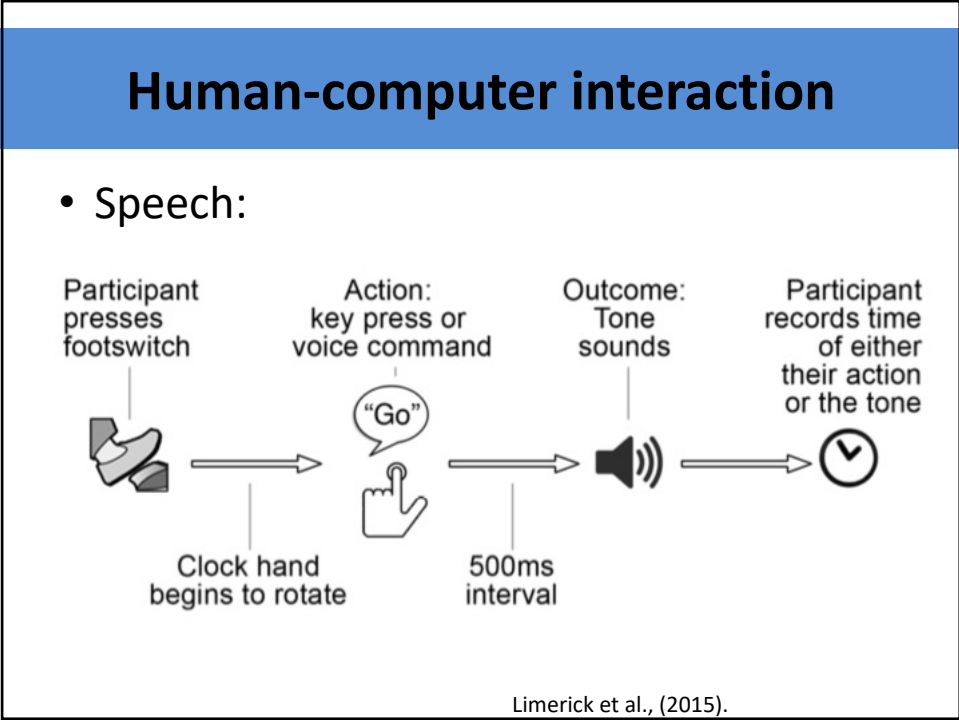 Human-computer interaction
• Speech:
Participant
presses
footswitch
Action:
key press or
voice command
Outcome:
Tone
sounds
Participant
records time
of either
their action
or the tone
“Go”
Clock hand
begins to rotate
500ms
interval
Limerick et al., (2015).